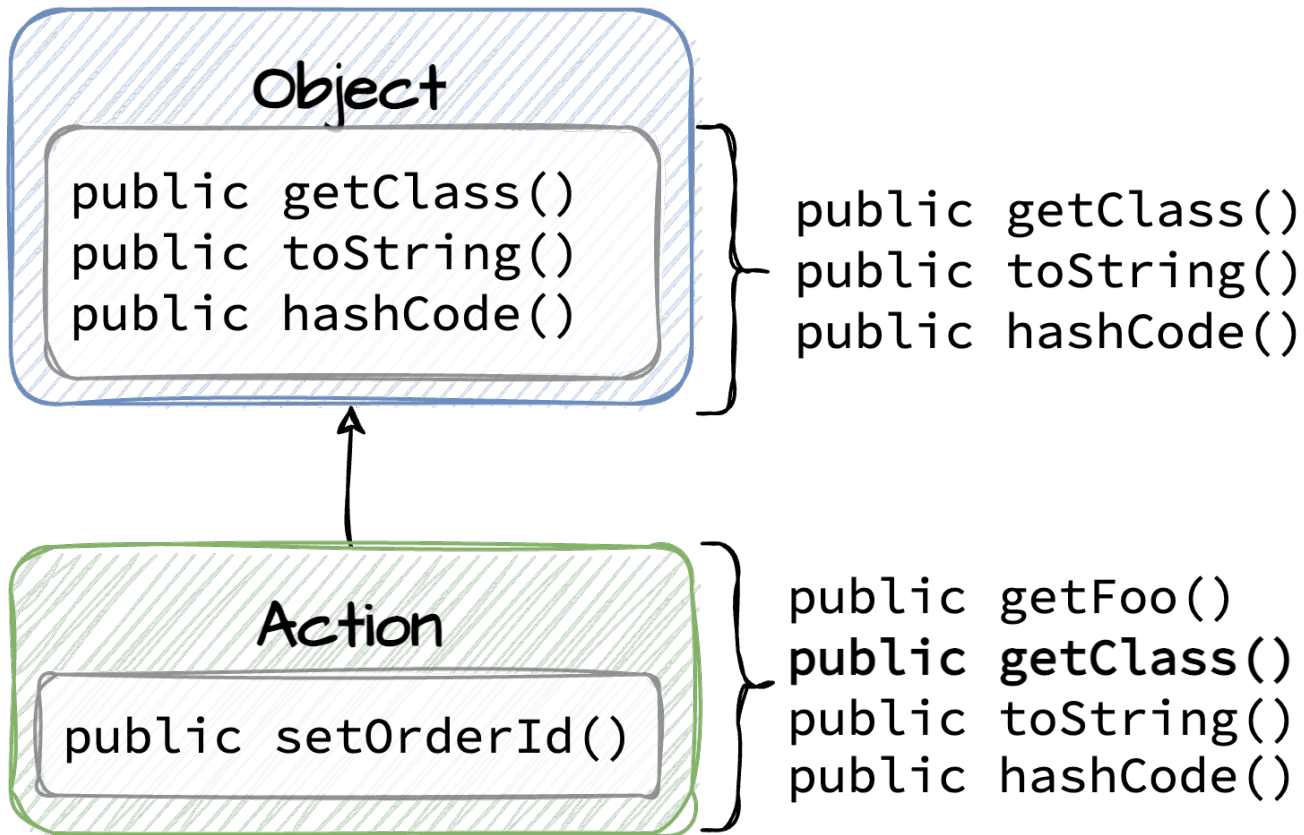 Object
public getClass()
public toString()
public hashCode()
public getClass()
public toString()
public hashCode()
Action
public setOrderId()
public getFoo()
public getClass()
public toString()
public hashCode()